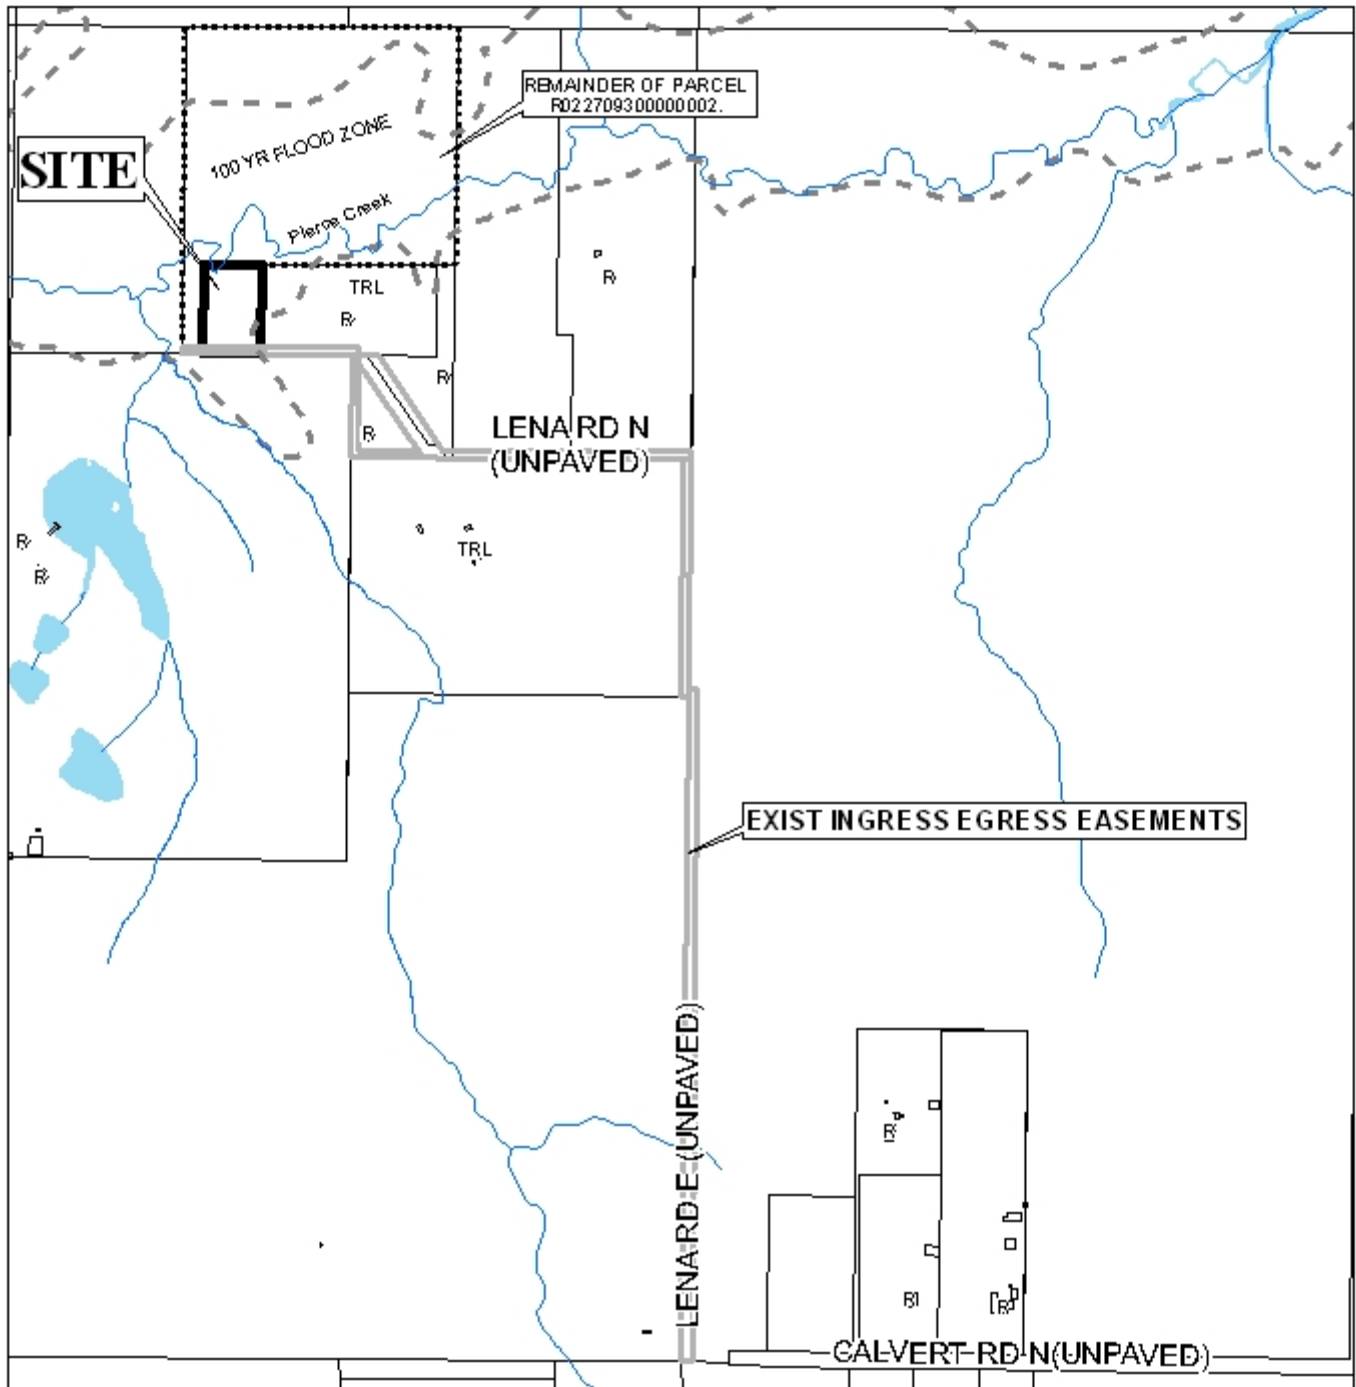 REMAINDER OF PARCEL
R022709300000002.
100 YR FLOOD ZONE
SITE
Pierce Creek
R
TRL
R
R
R
LENA RD N
(UNPAVED)
R
TRL
R
EXIST INGRESS EGRESS EASEMENTS
LENA RD E (UNPAVED)
R
R
R
CALVERT RD N(UNPAVED)